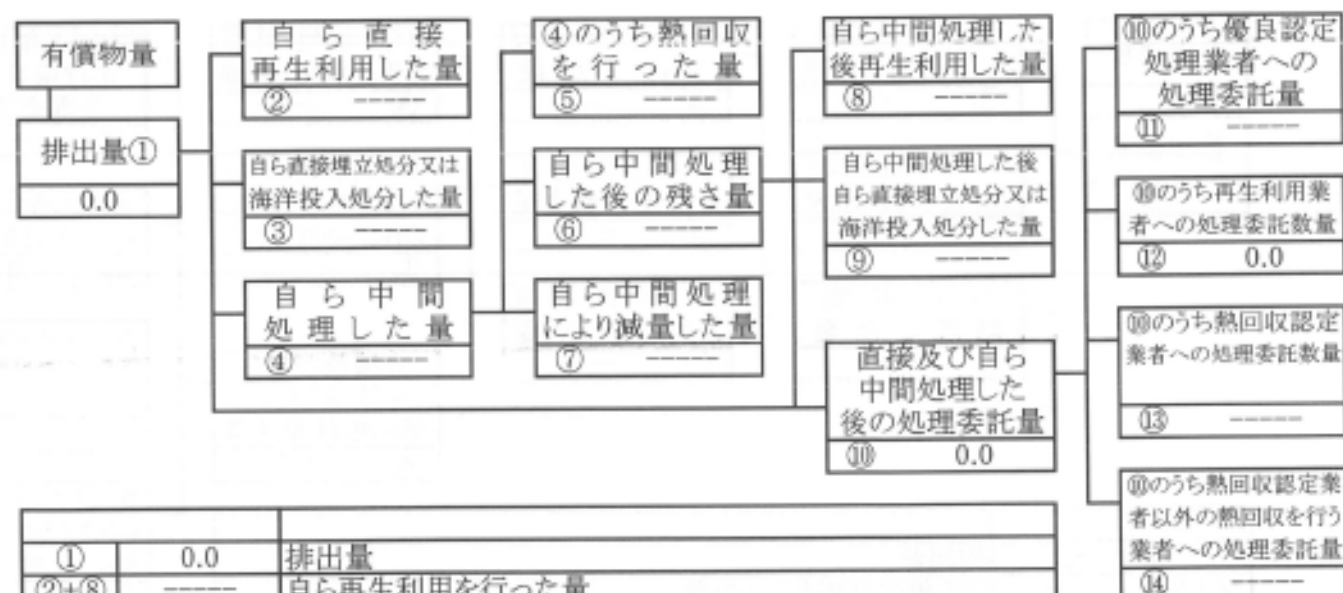 有償物量
排出量①
0.0
自ら直接
再生利用した量
② -----
自ら直接埋立処分又は
海洋投入処分した量
③ -----
自ら中間
処理した量
④ -----
④のうち熱回収
を行った量
⑤ -----
自ら中間処理
した後の残さ量
⑥ -----
自ら中間処理
により減量した量
⑦ -----
自ら中間処理した
後再生利用した量
⑧ -----
自ら中間処理した後
自ら直接埋立処分又は
海洋投入処分した量
⑨ -----
直接及び自ら
中間処理した
後の処理委託量
⑩ 0.0
⑩のうち優良認定
処理業者への
処理委託量
⑪ -----
⑩のうち再生利用業
者への処理委託数量
⑫ 0.0
⑩のうち熱回収認定
業者への処理委託数量
⑬ -----
⑩のうち熱回収認定業
者以外の熱回収を行う
業者への処理委託量
⑭ -----
① 0.0 排出量
②+⑧ ----- 自ら再生利用を行った量